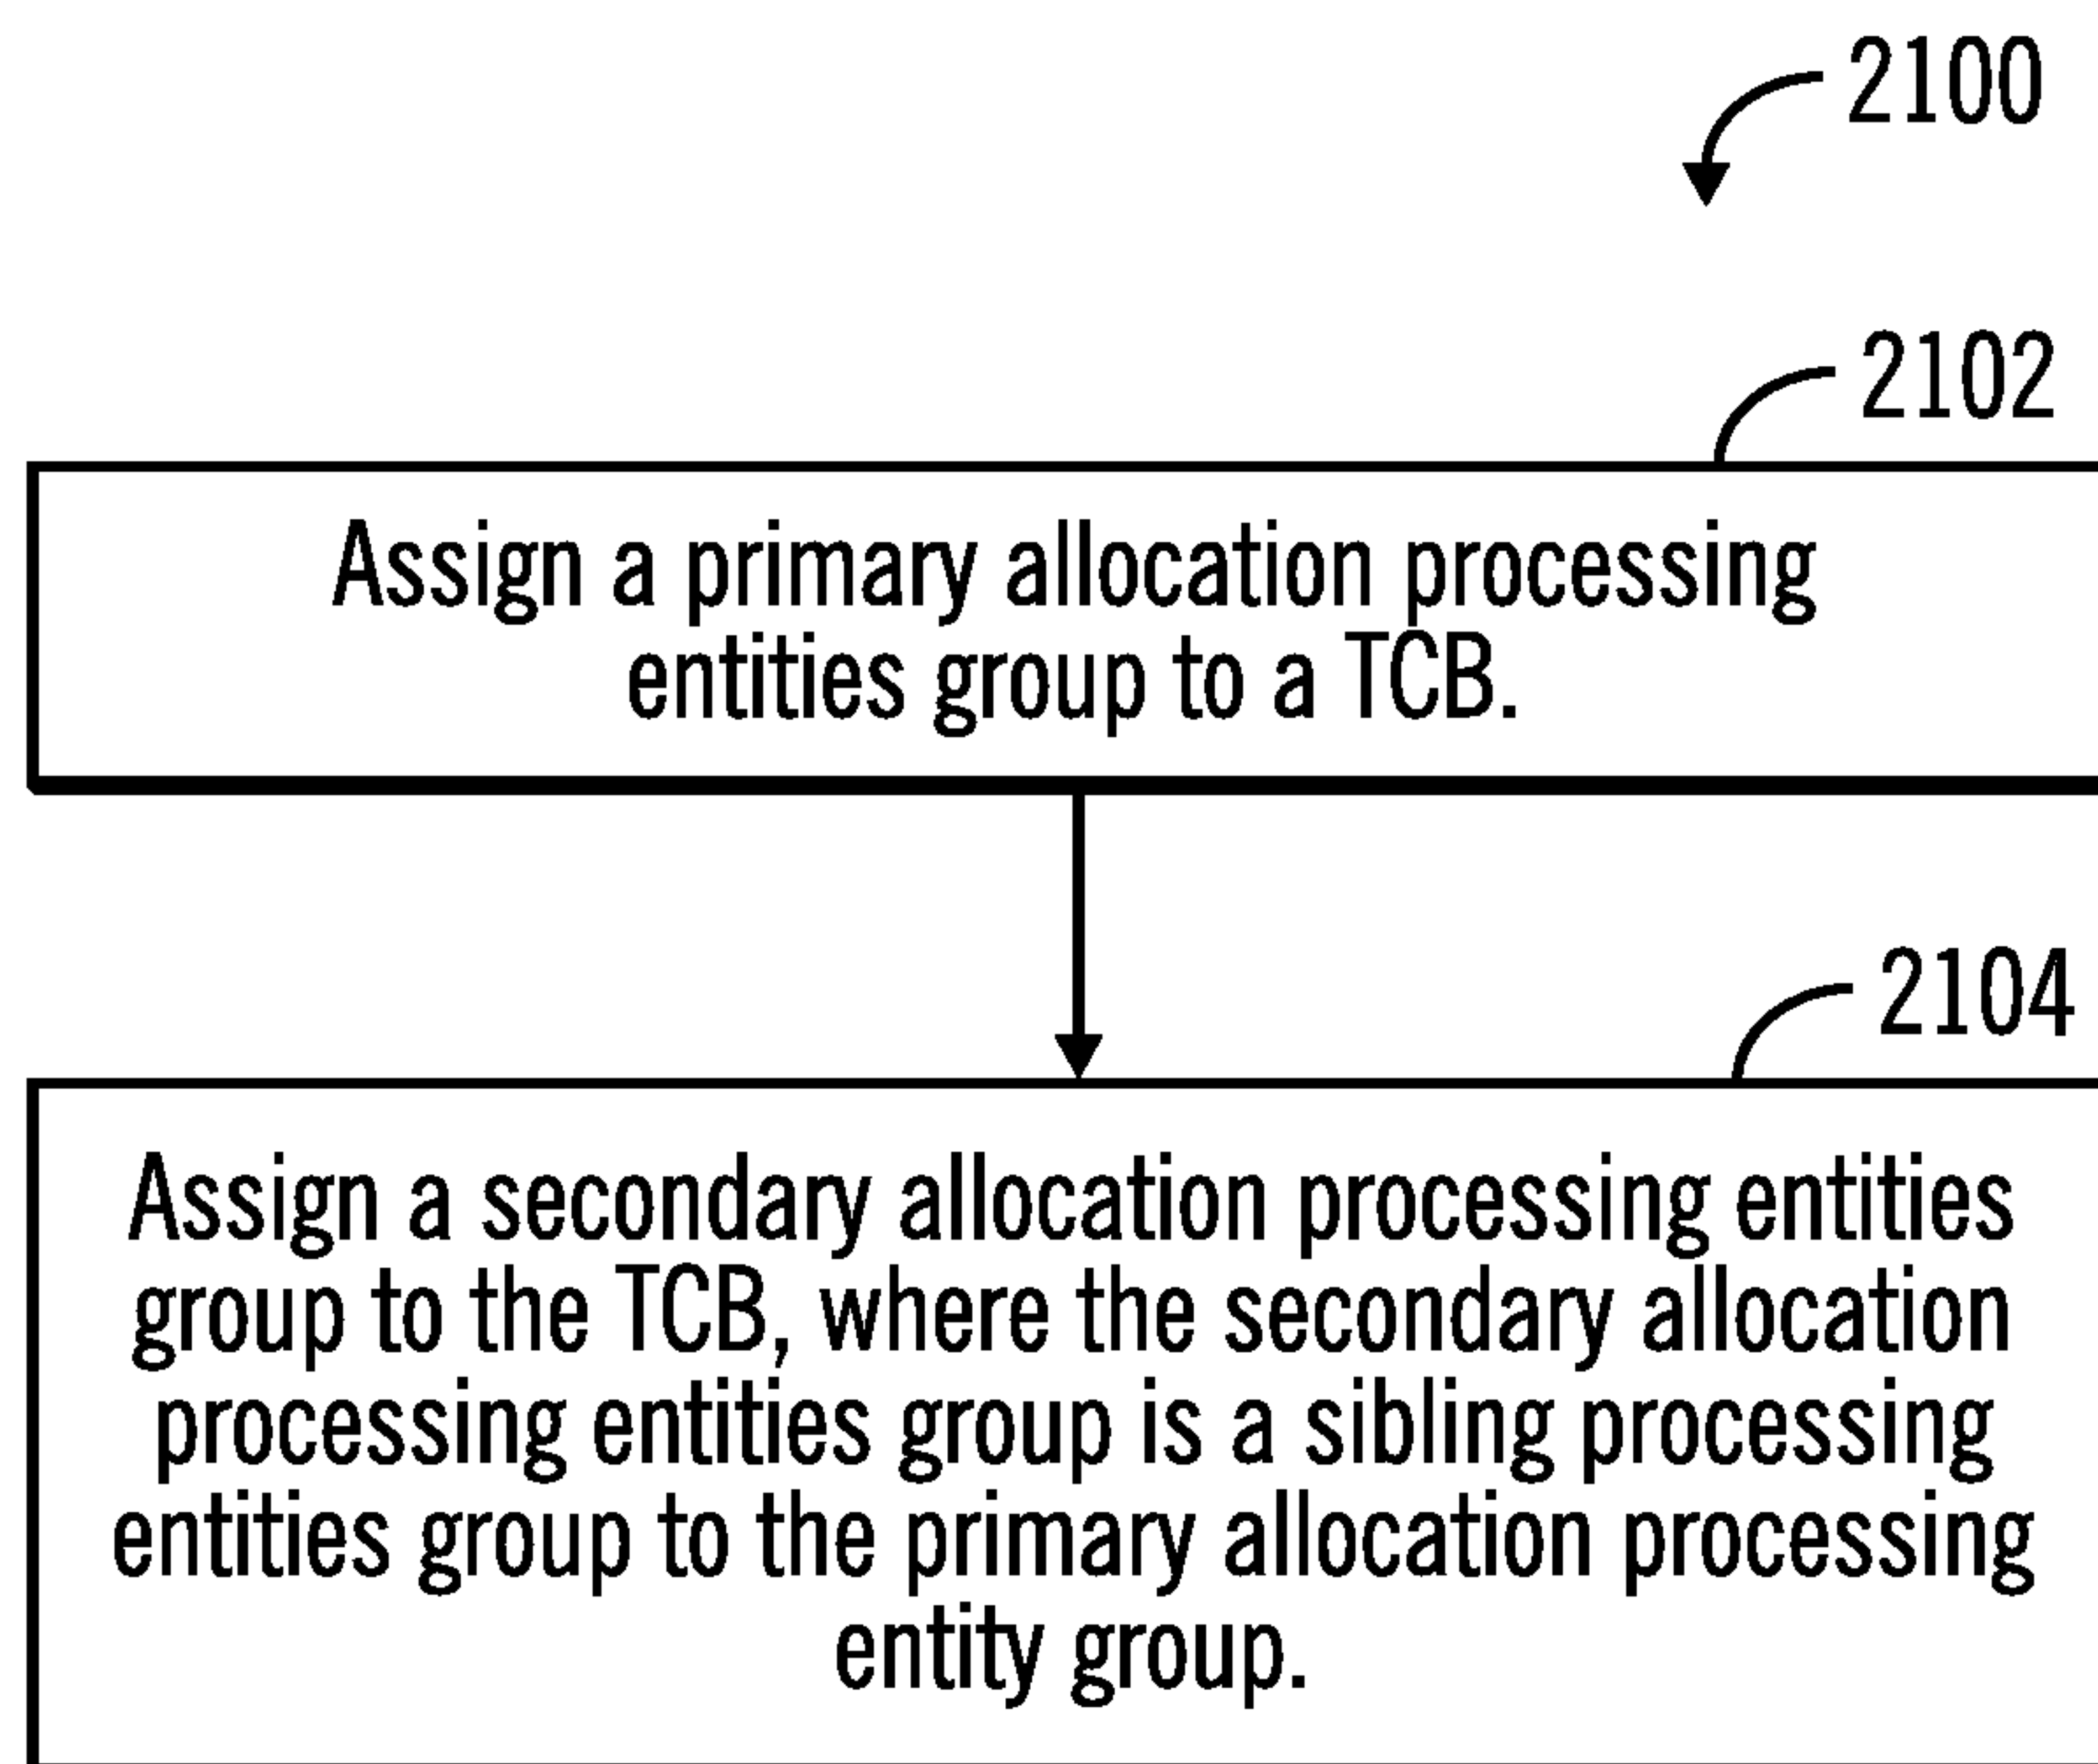 2100
2102
Assign a primary allocation processing
entities group to a TCB.
2104
Assign a secondary allocation processing entities
group to the TCB, where the secondary allocation
processing entities group is a sibling processing
entities group to the primary allocation processing
entity group.